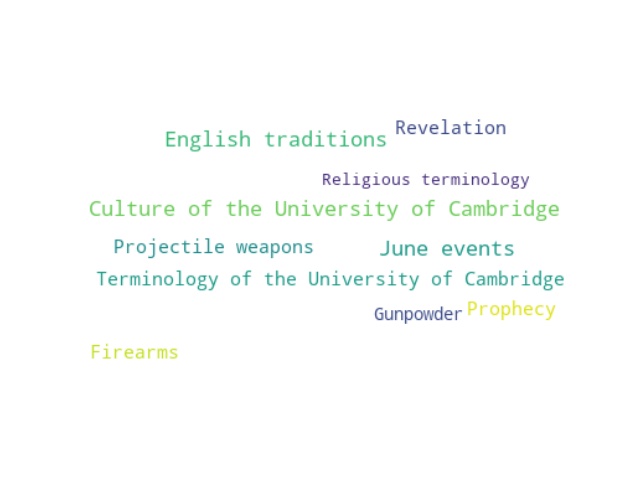 Revelation
English traditions
Religious terminology
Culture of the University of Cambridge
Projectile weapons
June events
Terminology of the University of Cambridge
Gunpowder
Prophecy
Firearms